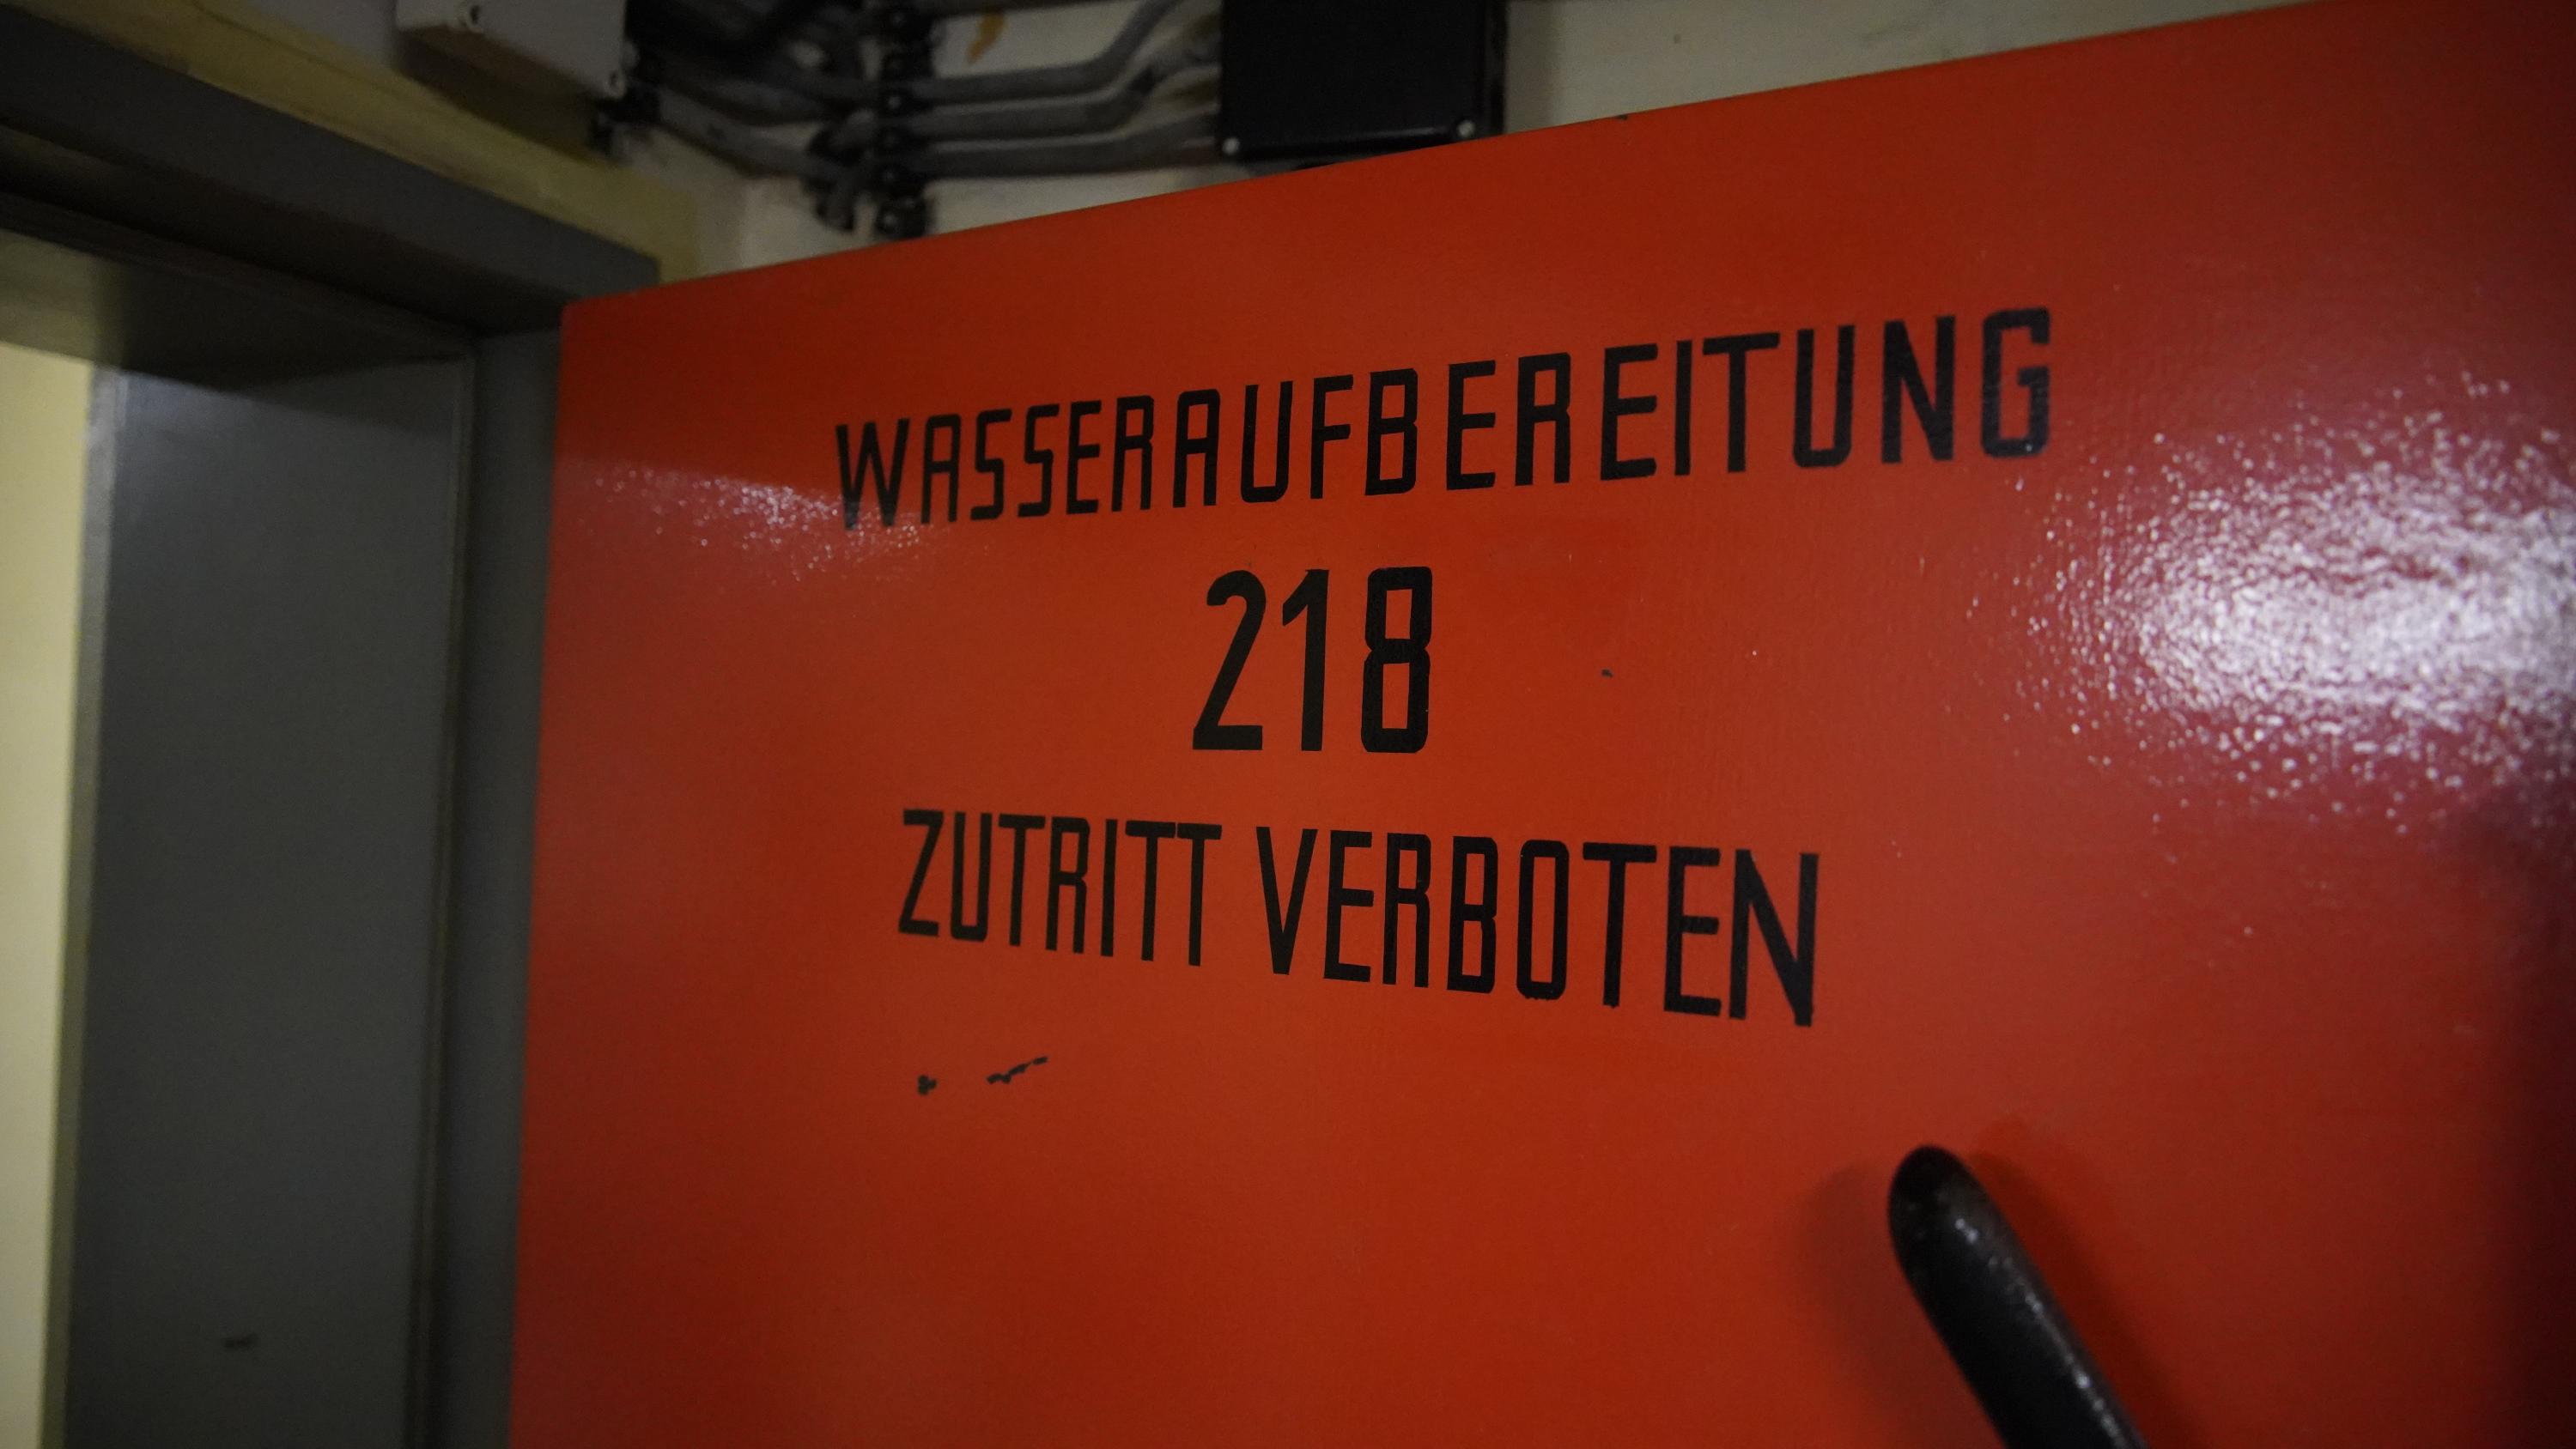 WASSERAUFBEREITUNG
218
ZUTRITT VERBOTEN